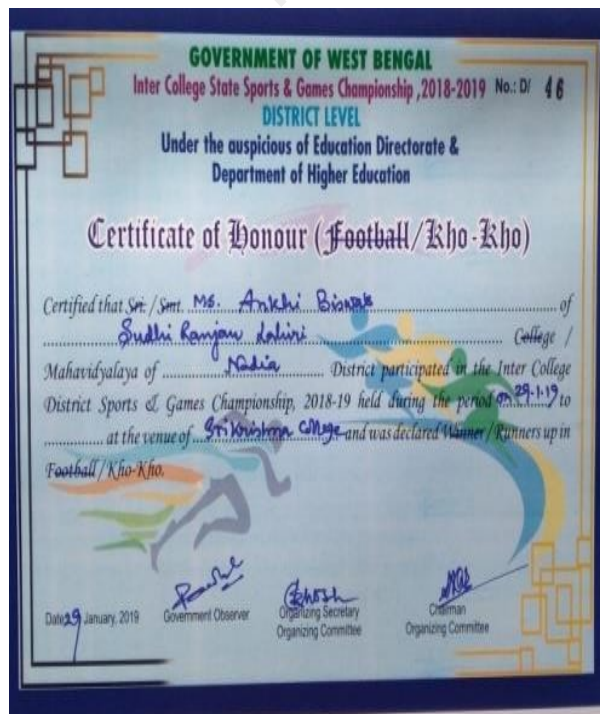 GOVERNMENT OF WEST BENGAL
Inter College State Sports & Games Championship ,2018-2019 No.: D/ 46
DISTRICT LEVEL
Under the auspicious of Education Directorate &
Department of Higher Education
Certificate of Honour (Football/Kho-Kho)
Certified that Sri. / Smt. Ms. Ankhi Biswas of
Sudhi Ranjan Lahiri College /
Mahavidyalaya of Nadia District participated in the Inter College
District Sports & Games Championship, 2018-19 held during the period on 29.1.19 to
at the venue of Srikrishna College and was declared Winner / Runners up in
Football / Kho-Kho.
Date 29 January, 2019 Government Observer Organizing Secretary Chairman
Organizing Committee Organizing Committee